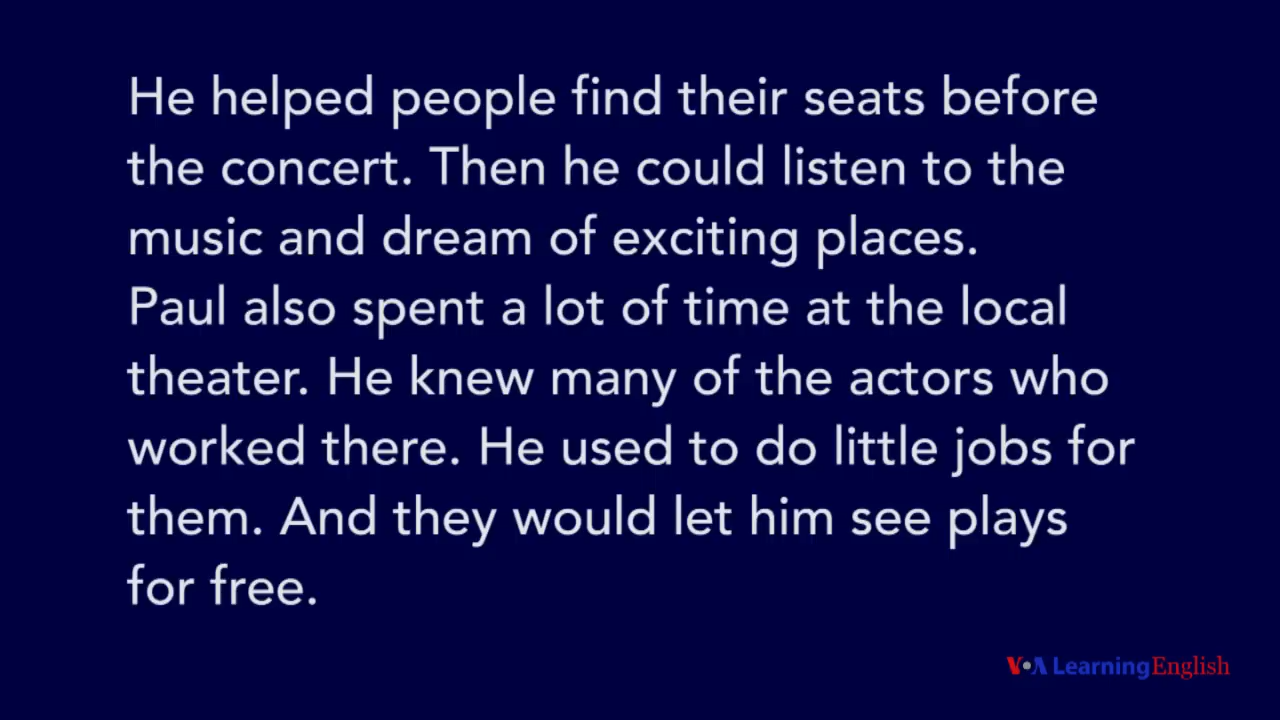 He helped people find their seats before
the concert. Then he could listen to the
music and dream of exciting places.
Paul also spent a lot of time at the local
theater. He knew many of the actors who
worked there. He used to do little jobs for
them. And they would let him see plays
for free.
VOA Learning English